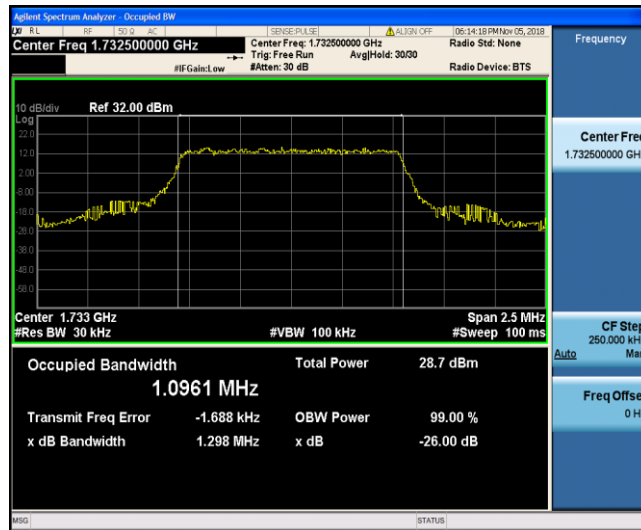 Agilent Spectrum Analyzer - Occupied BW
RL RF 50 Ω AC SENSE:PULSE ALIGN OFF 06:14:18 PM Nov 05, 2018
Center Freq 1.732500000 GHz Center Freq: 1.732500000 GHz Radio Std: None Frequency
Trig: Free Run Avg|Hold: 30/30
#IFGain:Low #Atten: 30 dB Radio Device: BTS
10 dB/div Ref 32.00 dBm
Log
22.0
12.0
2.00
-8.00
-18.0
-28.0
-38.0
-48.0
-58.0
Center 1.733 GHz Span 2.5 MHz
#Res BW 30 kHz #VBW 100 kHz #Sweep 100 ms
Occupied Bandwidth Total Power 28.7 dBm
1.0961 MHz
Transmit Freq Error -1.688 kHz OBW Power 99.00 %
x dB Bandwidth 1.298 MHz x dB -26.00 dB
Center Fre
1.732500000 GH
CF Step
250.000 kH
Auto Ma
Freq Offse
0 H
MSG STATUS